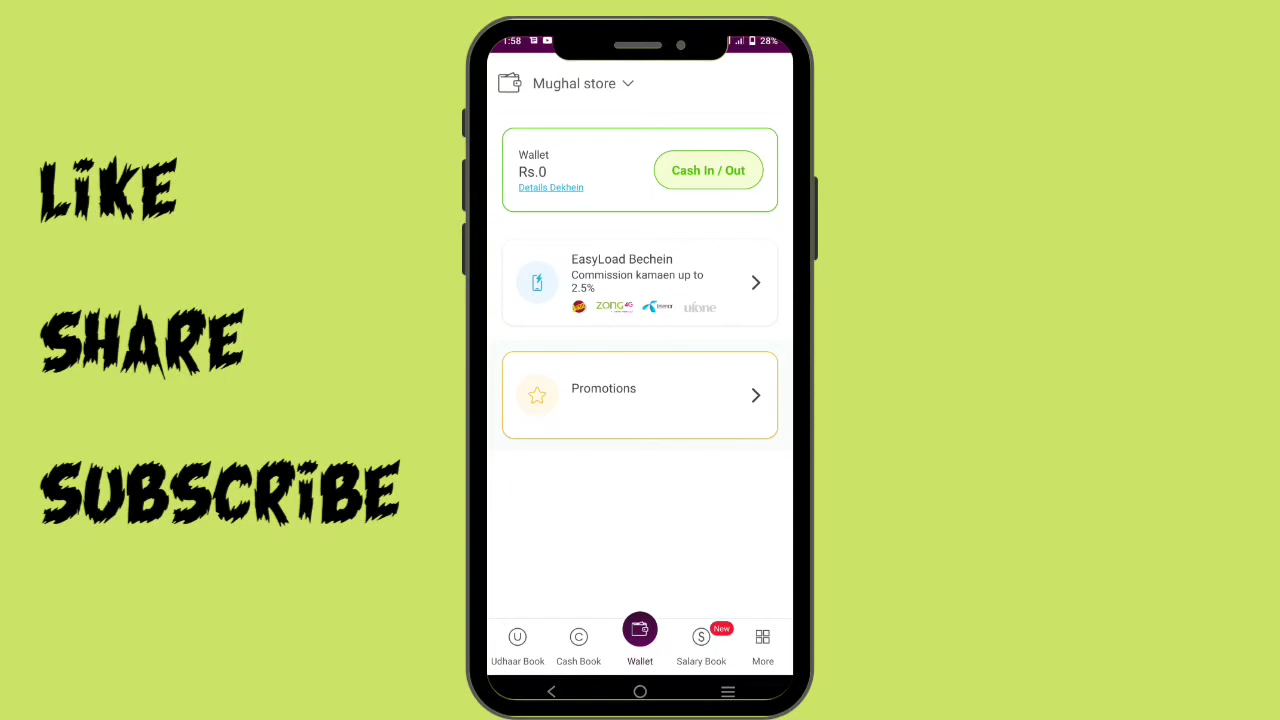 LIKE
SHARE
SUBSCRIBE
1:58
28%
Mughal store
Wallet
Rs.0
Details Dekhein
Cash In / Out
EasyLoad Bechein
Commission kamaen up to
2.5%
ZONG 4G
ufone
Promotions
New
Udhaar Book
Cash Book
Wallet
Salary Book
More